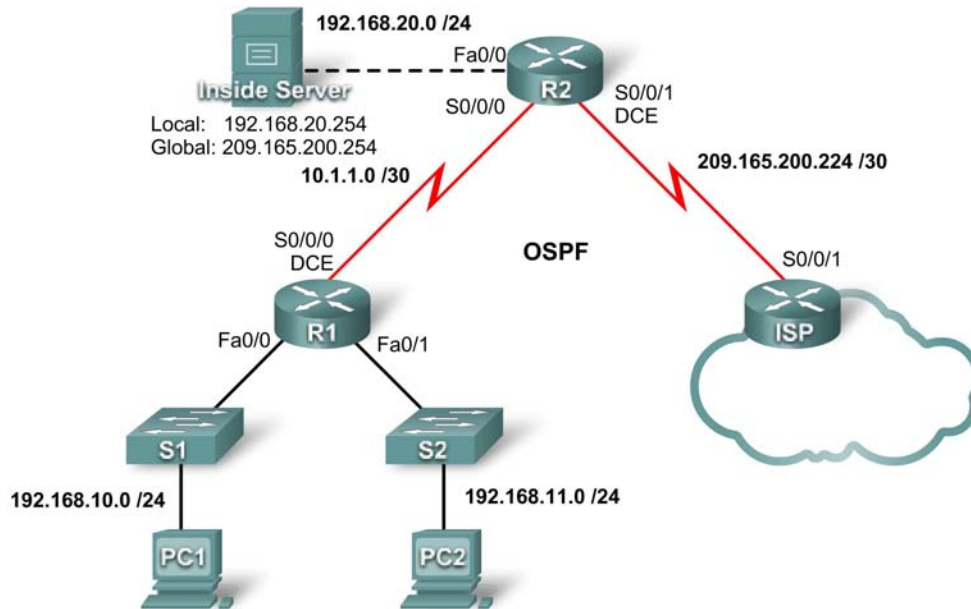 192.168.20.0 /24
Fa0/0
R2
Inside Server
S0/0/0
S0/0/1
DCE
Local: 192.168.20.254
Global: 209.165.200.254
10.1.1.0 /30
209.165.200.224 /30
S0/0/0
DCE
OSPF
S0/0/1
R1
ISP
Fa0/0
Fa0/1
S1
S2
192.168.10.0 /24
192.168.11.0 /24
PC1
PC2